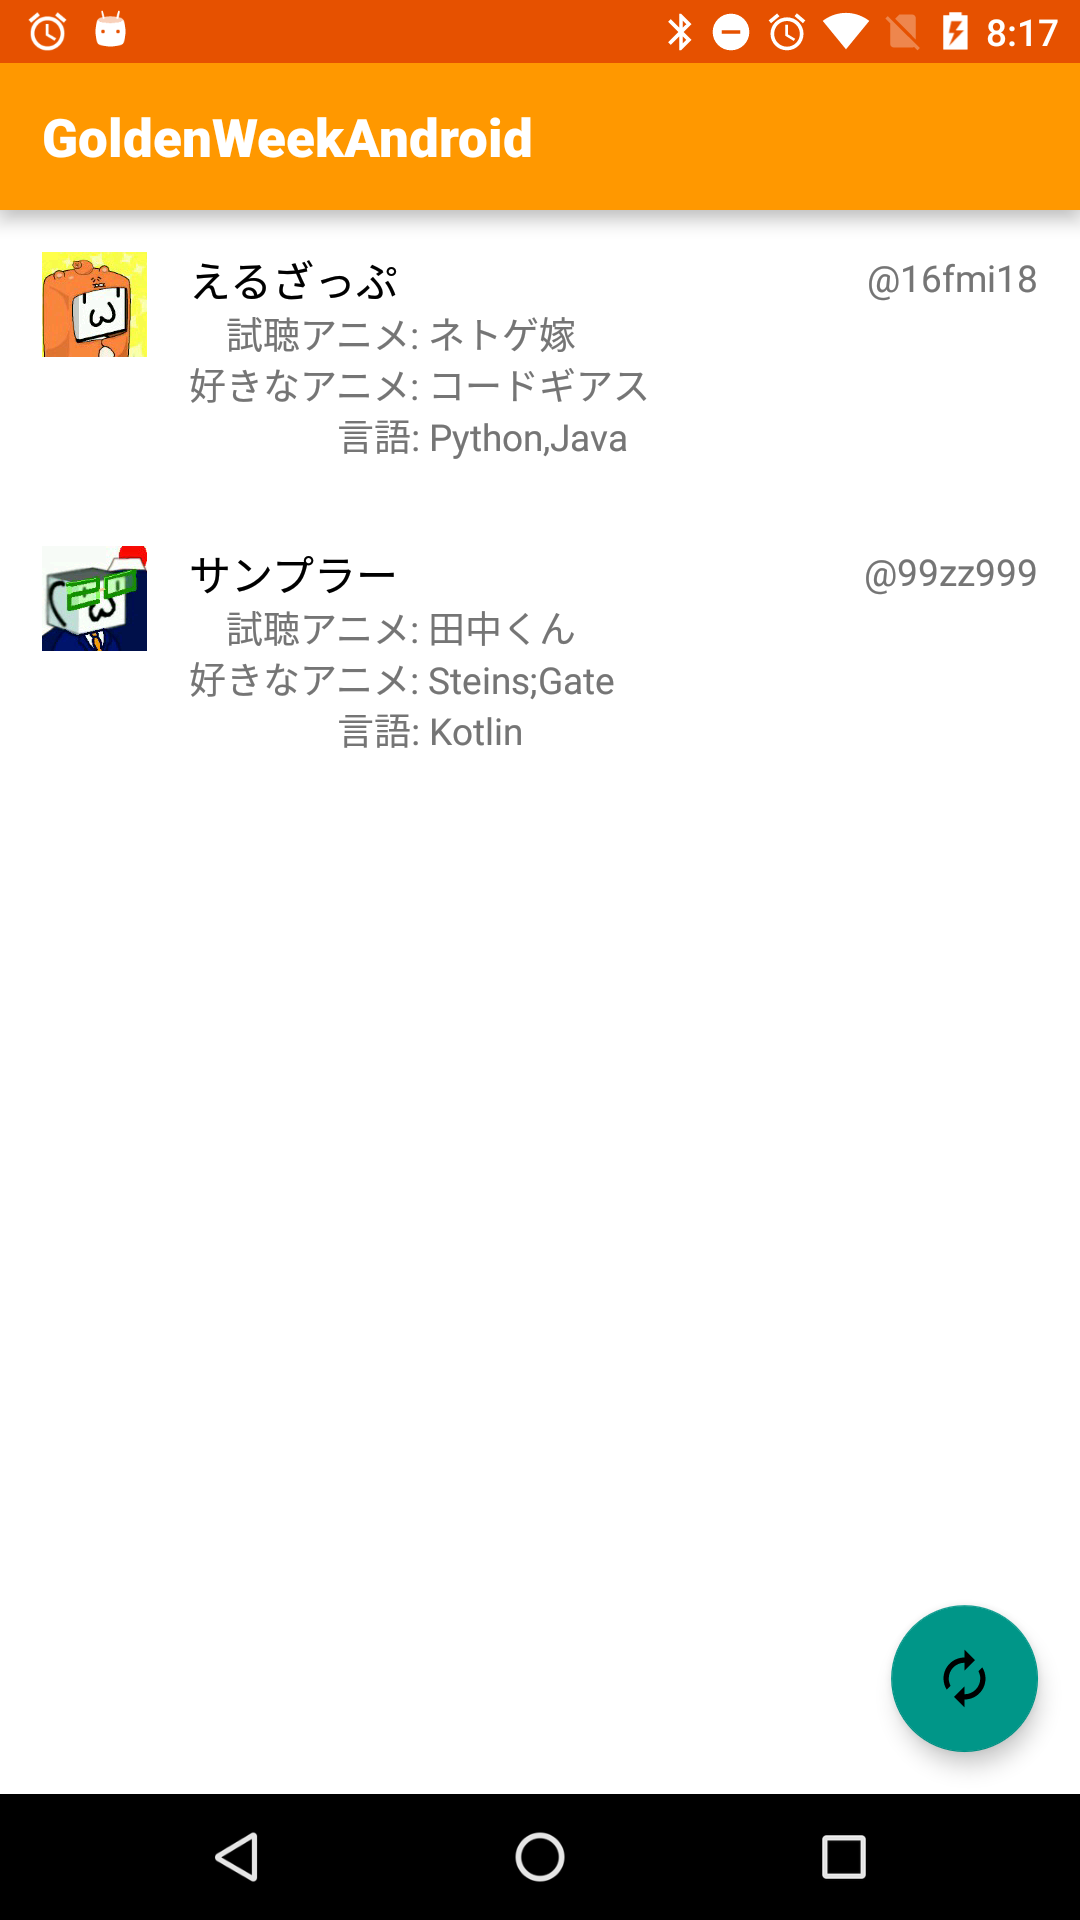 8:17
GoldenWeekAndroid
えるざっぷ @16fmi18
試聴アニメ: ネトゲ嫁
好きなアニメ: コードギアス
言語: Python,Java
サンプラー @99zz999
試聴アニメ: 田中くん
好きなアニメ: Steins;Gate
言語: Kotlin